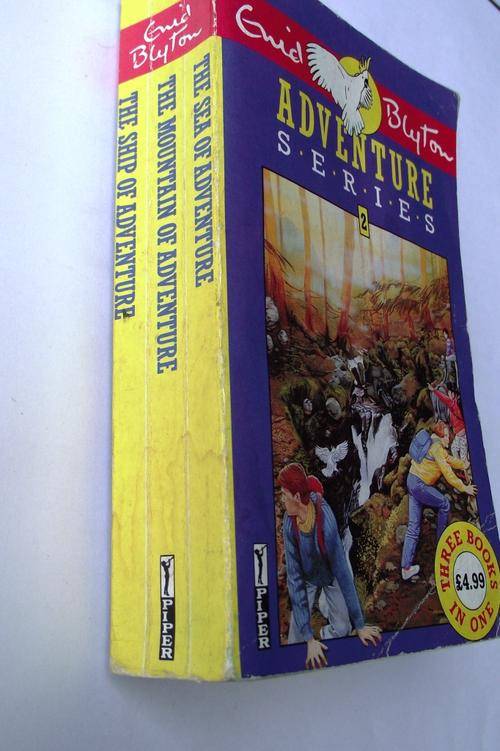 Enid
Blyton
THE SEA OF ADVENTURE
THE MOUNTAIN OF ADVENTURE
THE SHIP OF ADVENTURE
PIPER
Enid
Blyton
ADVENTURE
S·E·R·I·E·S
2
THREE BOOKS
£4.99
IN ONE
PIPER